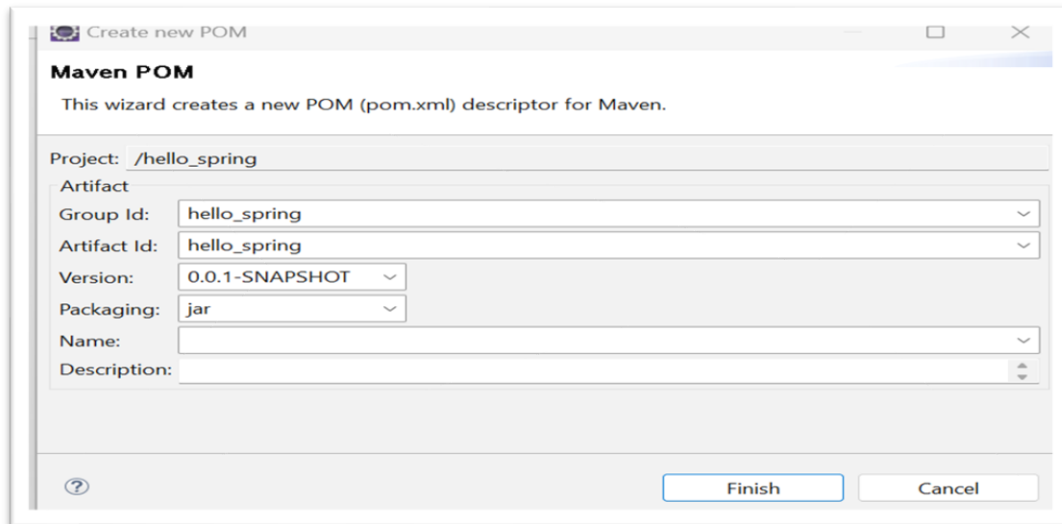 Create new POM
Maven POM
This wizard creates a new POM (pom.xml) descriptor for Maven.
Project: /hello_spring
Artifact
Group Id: hello_spring
Artifact Id: hello_spring
Version: 0.0.1-SNAPSHOT
Packaging: jar
Name:
Description:
? Finish Cancel